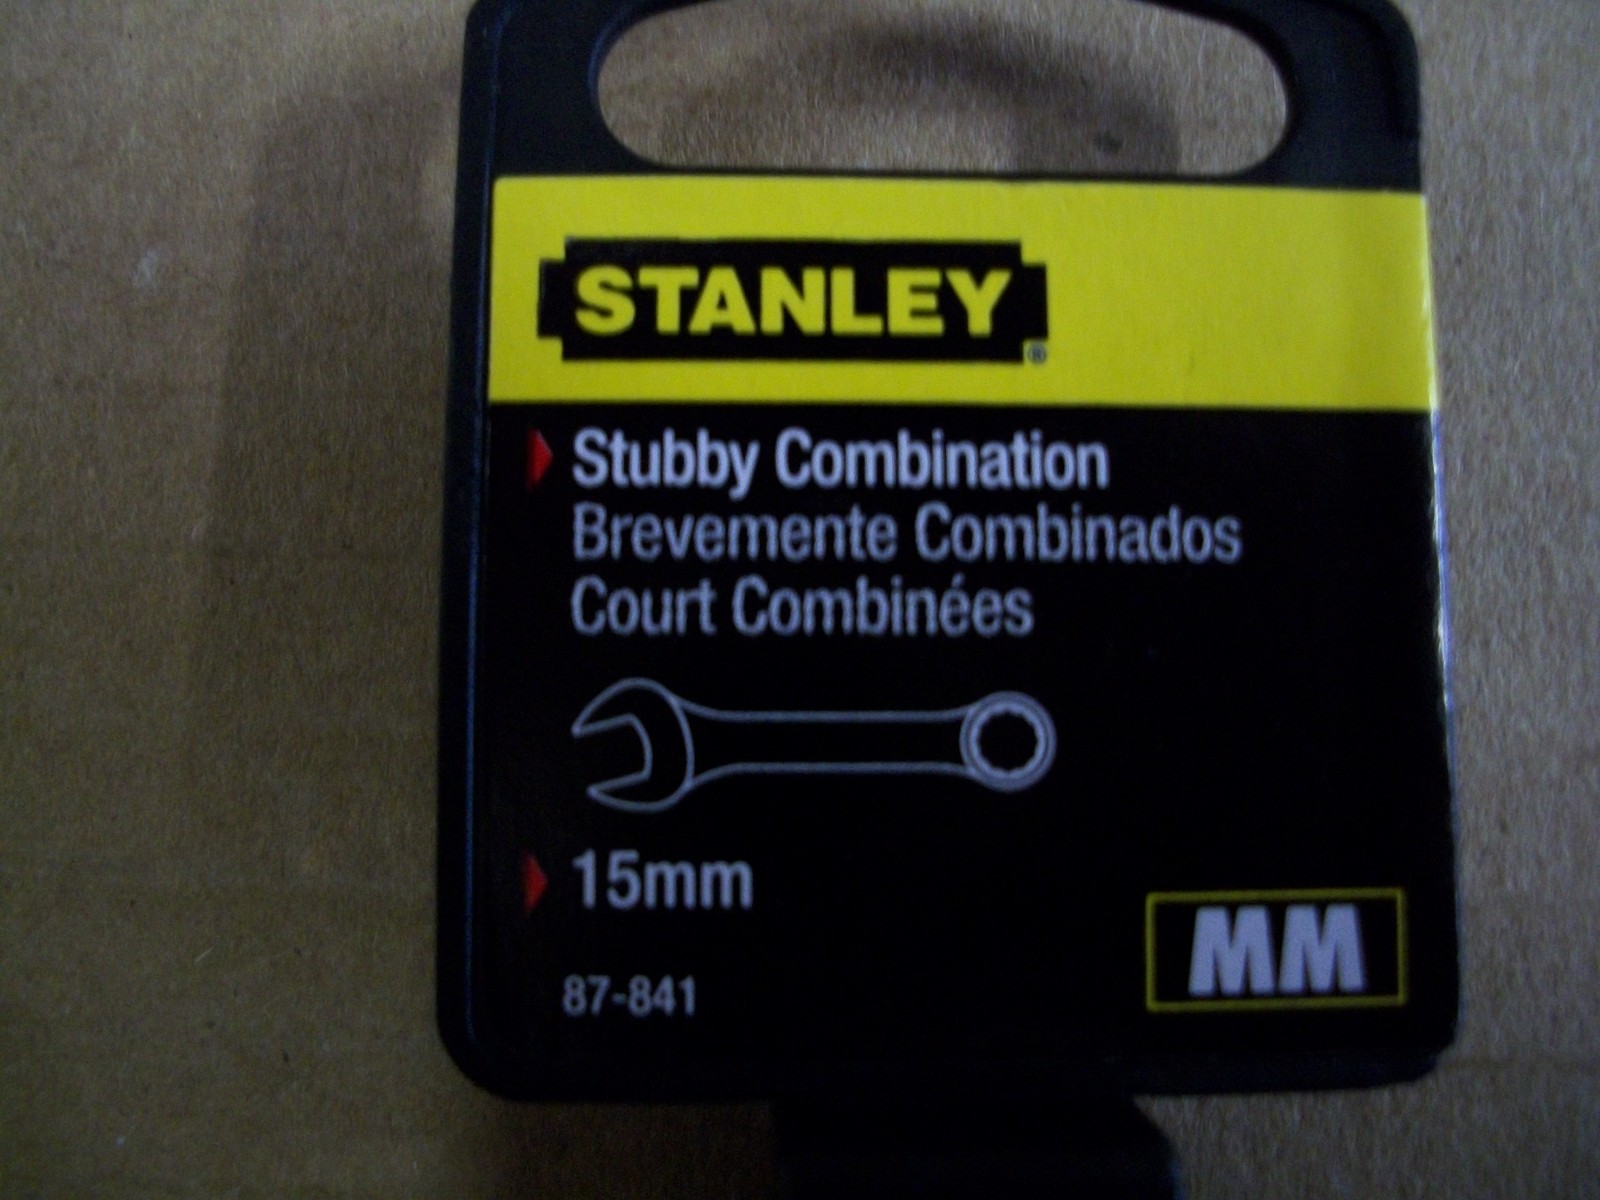 STANLEY®
Stubby Combination
Brevemente Combinados
Court Combinées
15mm
MM
87-841